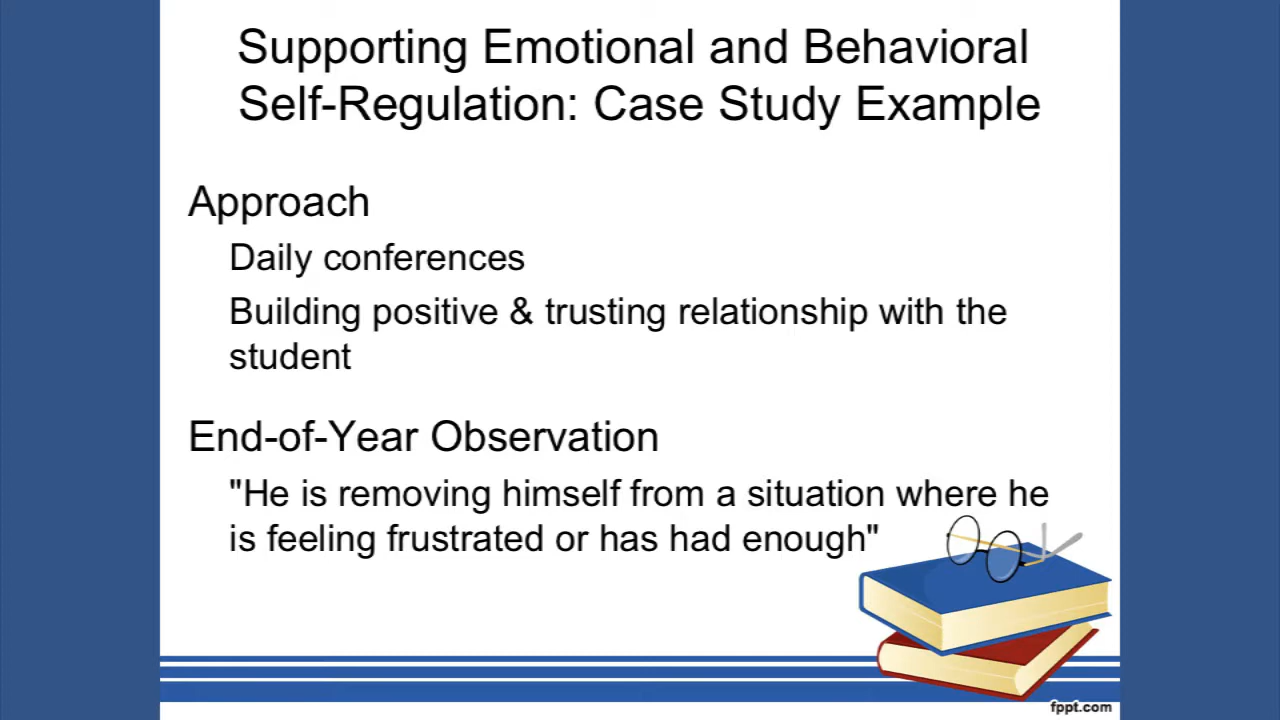 Supporting Emotional and Behavioral
Self-Regulation: Case Study Example
Approach
Daily conferences
Building positive & trusting relationship with the
student
End-of-Year Observation
"He is removing himself from a situation where he
is feeling frustrated or has had enough"
fppt.com